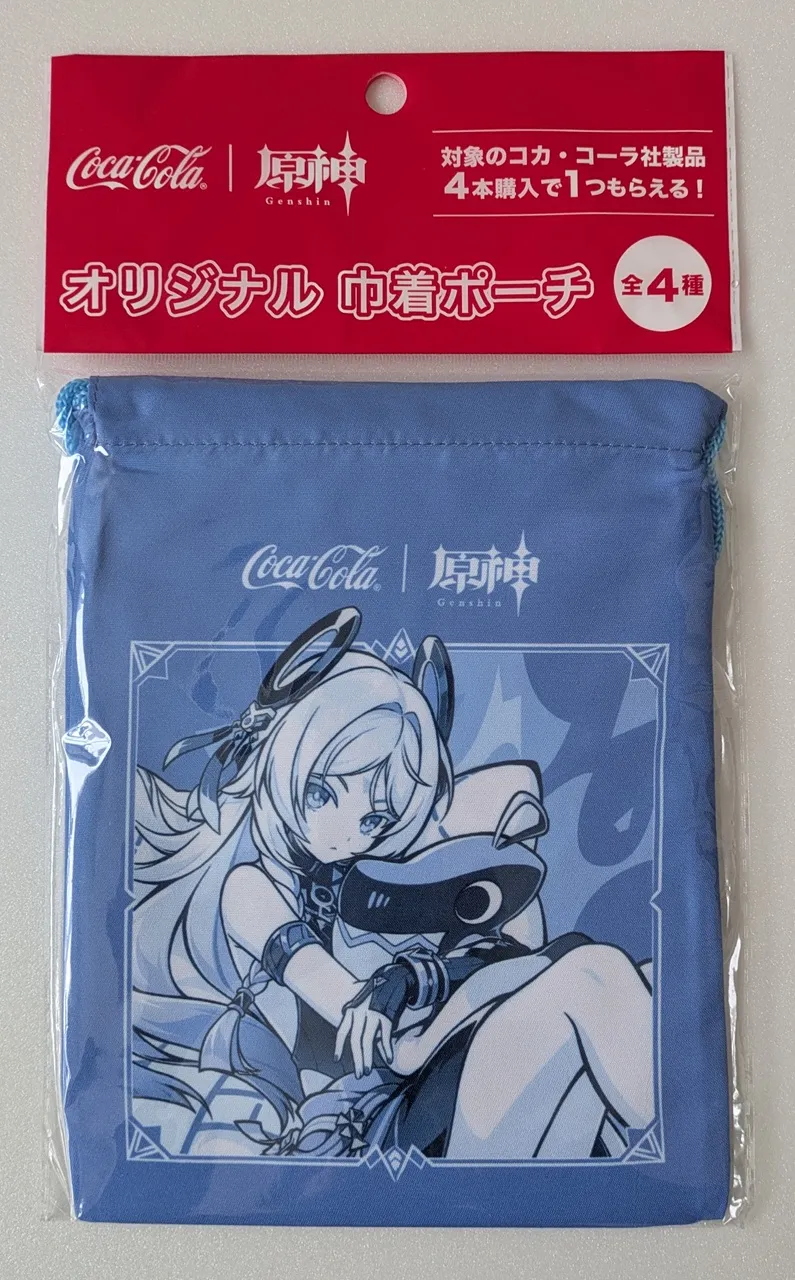 Coca-Cola® | 原神
Genshin
対象のコカ・コーラ社製品
4本購入で1つもらえる！
オリジナル 巾着ポーチ
全4種
Coca-Cola® | 原神
Genshin